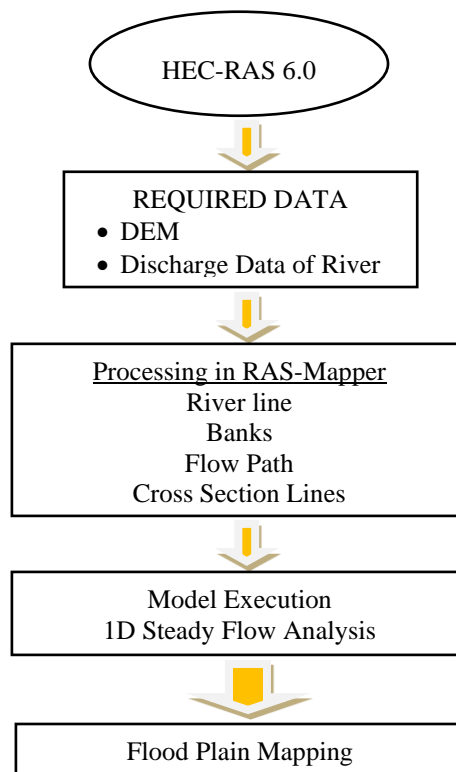 HEC-RAS 6.0
REQUIRED DATA
• DEM
• Discharge Data of River
Processing in RAS-Mapper
River line
Banks
Flow Path
Cross Section Lines
Model Execution
1D Steady Flow Analysis
Flood Plain Mapping